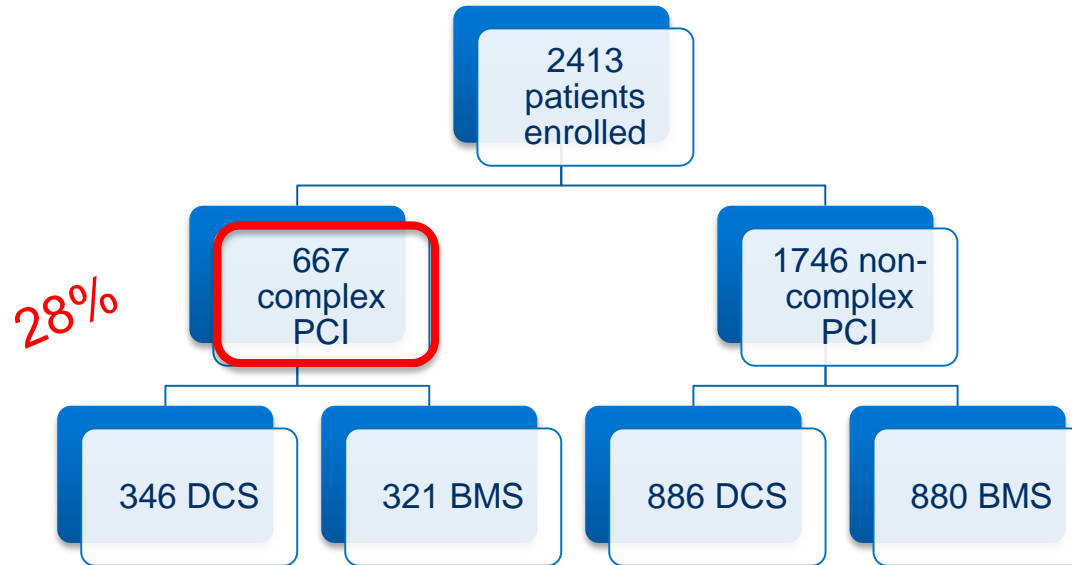 2413
patients
enrolled
28%
667
complex
PCI
1746 non-
complex
PCI
346 DCS
321 BMS
886 DCS
880 BMS